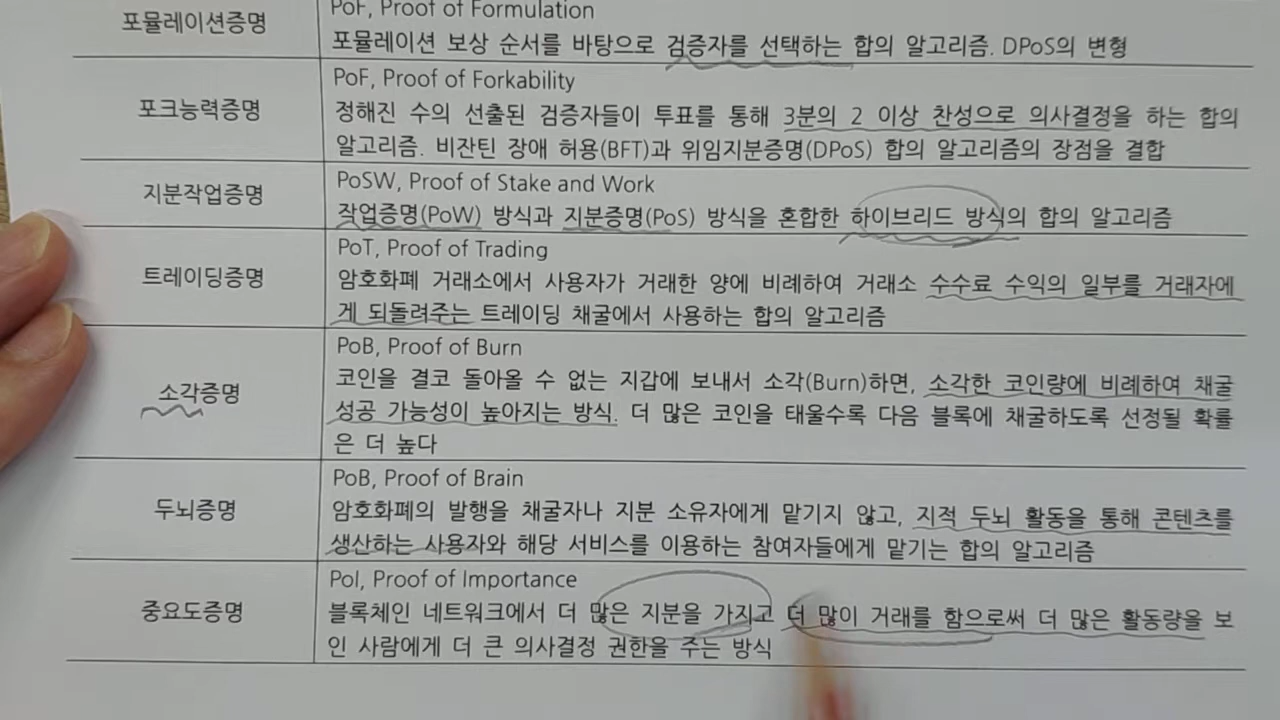 포뮬레이션증명
PoF, Proof of Formulation
포뮬레이션 보상 순서를 바탕으로 검증자를 선택하는 합의 알고리즘. DPoS의 변형
포크능력증명
PoF, Proof of Forkability
정해진 수의 선출된 검증자들이 투표를 통해 3분의 2 이상 찬성으로 의사결정을 하는 합의
알고리즘. 비잔틴 장애 허용(BFT)과 위임지분증명(DPoS) 합의 알고리즘의 장점을 결합
지분작업증명
PoSW, Proof of Stake and Work
작업증명(PoW) 방식과 지분증명(PoS) 방식을 혼합한 하이브리드 방식의 합의 알고리즘
트레이딩증명
PoT, Proof of Trading
암호화폐 거래소에서 사용자가 거래한 양에 비례하여 거래소 수수료 수익의 일부를 거래자에
게 되돌려주는 트레이딩 채굴에서 사용하는 합의 알고리즘
소각증명
PoB, Proof of Burn
코인을 결코 돌아올 수 없는 지갑에 보내서 소각(Burn)하면, 소각한 코인량에 비례하여 채굴
성공 가능성이 높아지는 방식. 더 많은 코인을 태울수록 다음 블록에 채굴하도록 선정될 확률
은 더 높다
두뇌증명
PoB, Proof of Brain
암호화폐의 발행을 채굴자나 지분 소유자에게 맡기지 않고, 지적 두뇌 활동을 통해 콘텐츠를
생산하는 사용자와 해당 서비스를 이용하는 참여자들에게 맡기는 합의 알고리즘
중요도증명
PoI, Proof of Importance
블록체인 네트워크에서 더 많은 지분을 가지고 더 많이 거래를 함으로써 더 많은 활동량을 보
인 사람에게 더 큰 의사결정 권한을 주는 방식